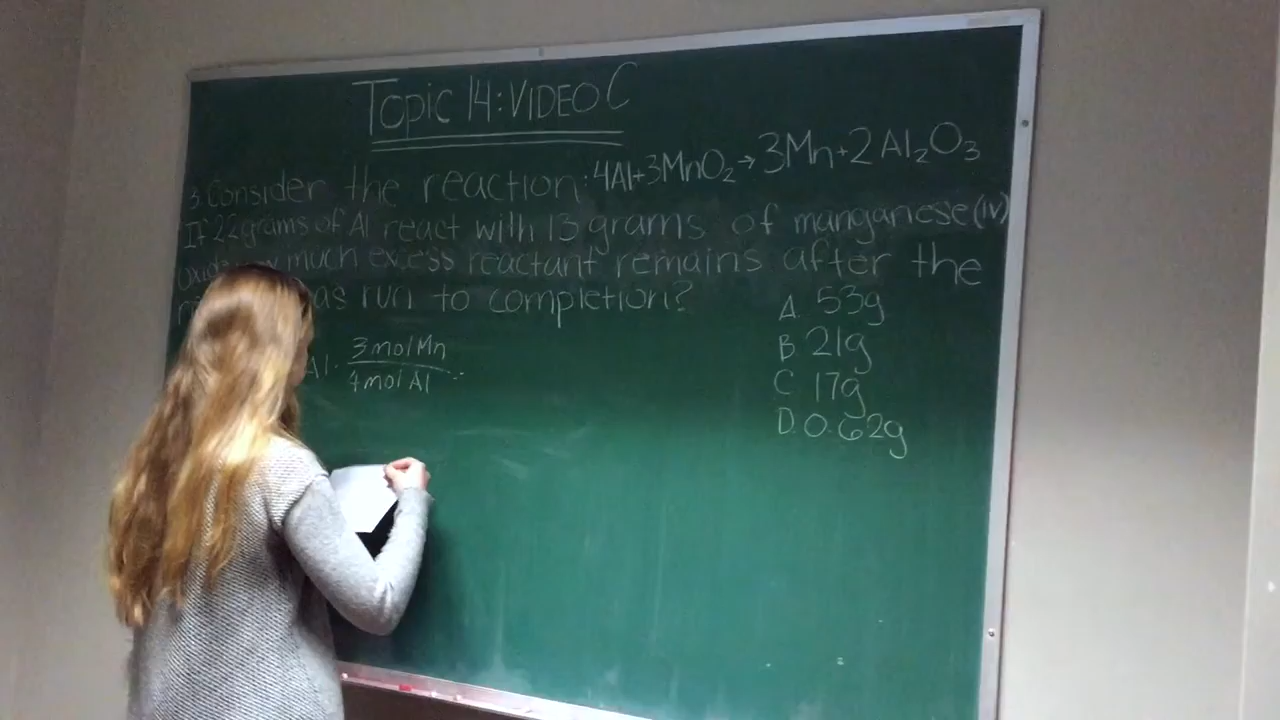 Topic 14: VIDEO C
3. Consider the reaction: 4Al+3MnO₂→3Mn+2Al₂O₃
If 22 grams of Al react with 13 grams of manganese(iv)
much excess reactant remains after the
as run to completion?
A. 53g
B. 21g
C 17g
D. 0.62g
Al · 3 mol Mn
4 mol Al